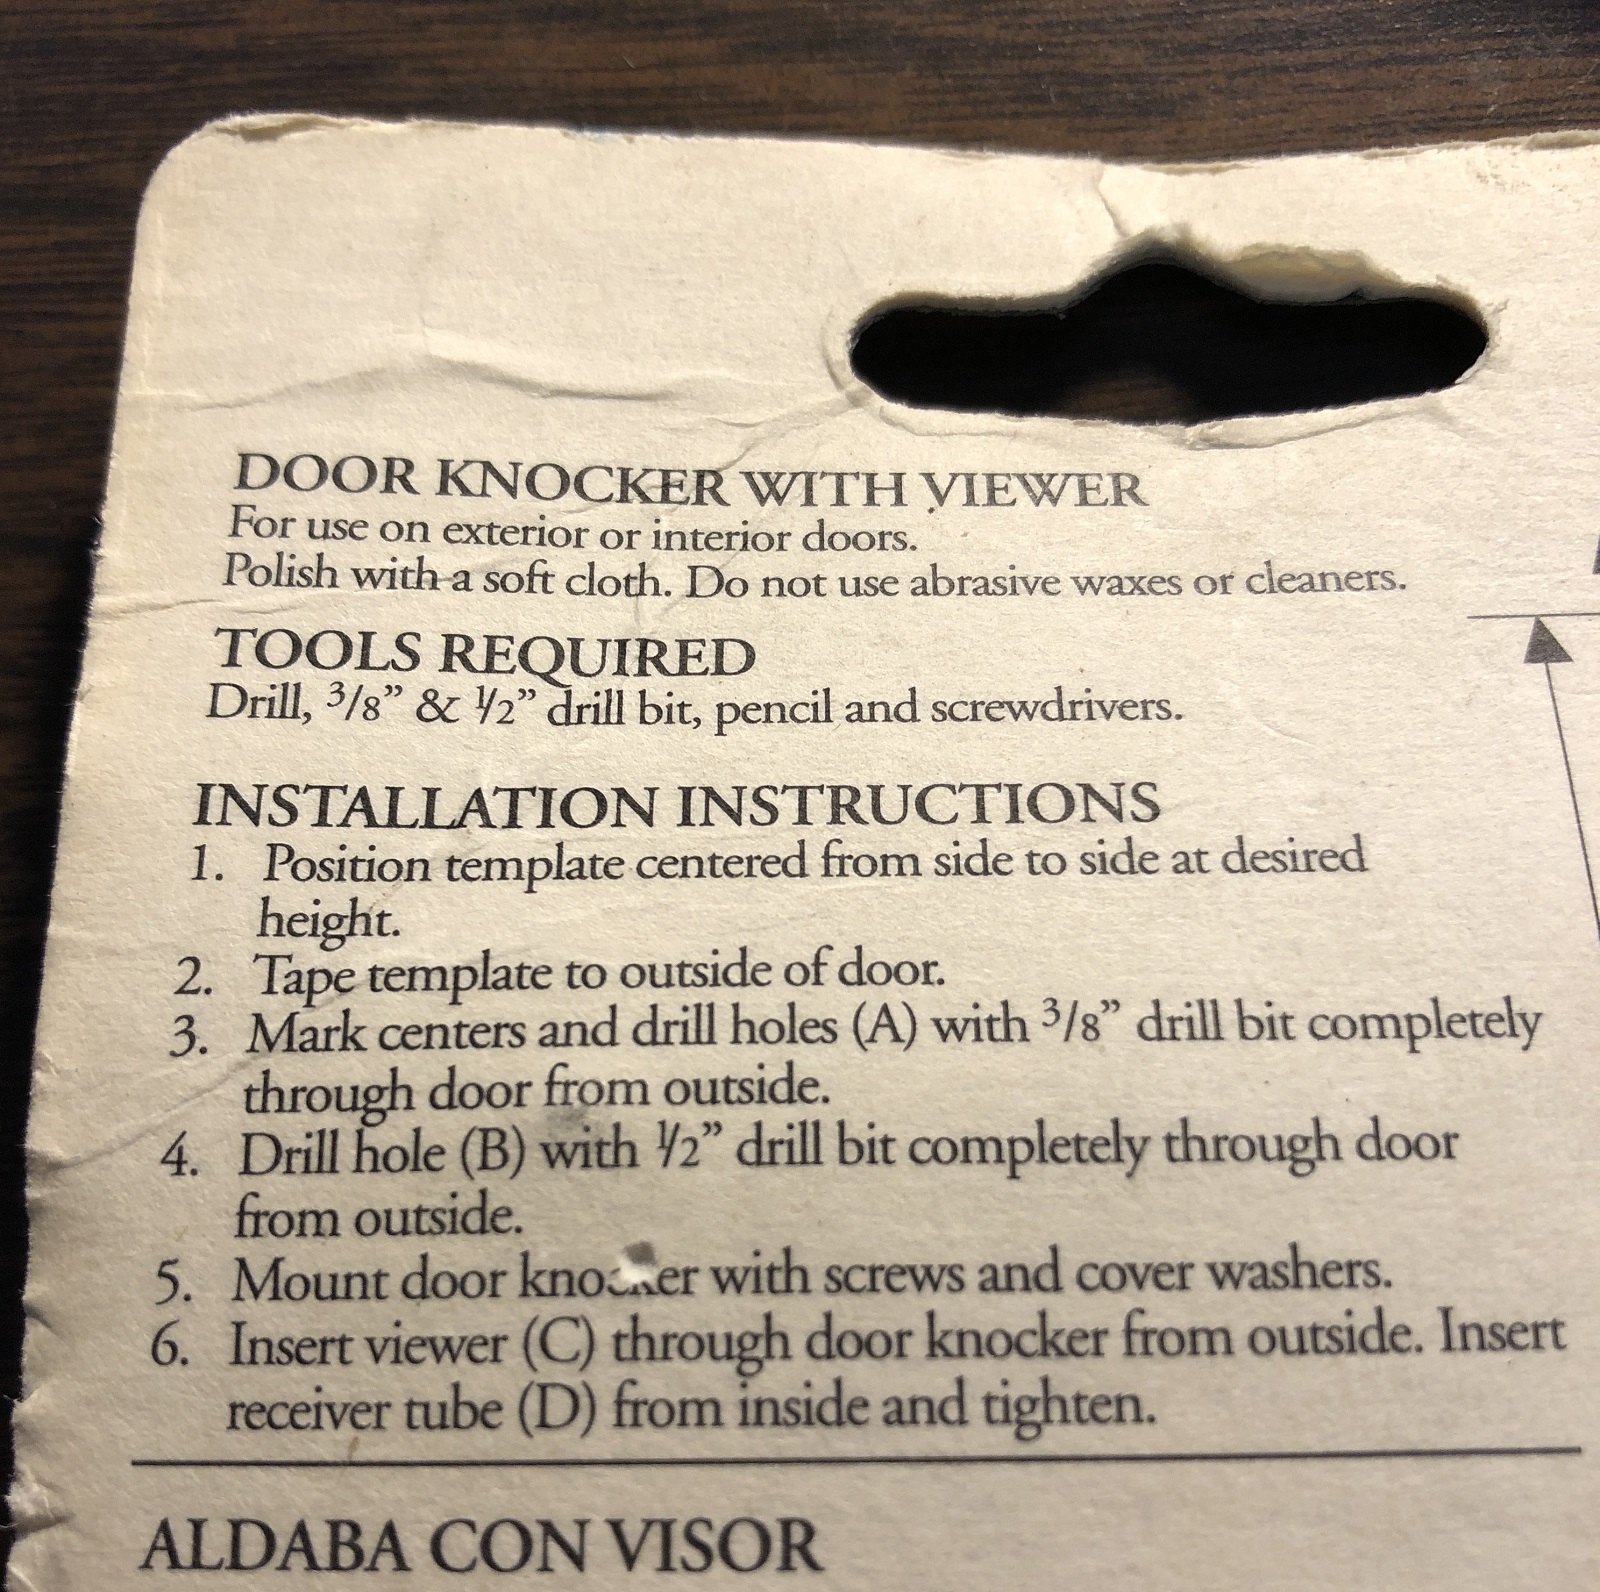 DOOR KNOCKER WITH VIEWER
For use on exterior or interior doors.
Polish with a soft cloth. Do not use abrasive waxes or cleaners.
TOOLS REQUIRED
Drill, 3/8” & 1/2” drill bit, pencil and screwdrivers.
INSTALLATION INSTRUCTIONS
1. Position template centered from side to side at desired
height.
2. Tape template to outside of door.
3. Mark centers and drill holes (A) with 3/8” drill bit completely
through door from outside.
4. Drill hole (B) with 1/2” drill bit completely through door
from outside.
5. Mount door knocker with screws and cover washers.
6. Insert viewer (C) through door knocker from outside. Insert
receiver tube (D) from inside and tighten.
ALDABA CON VISOR